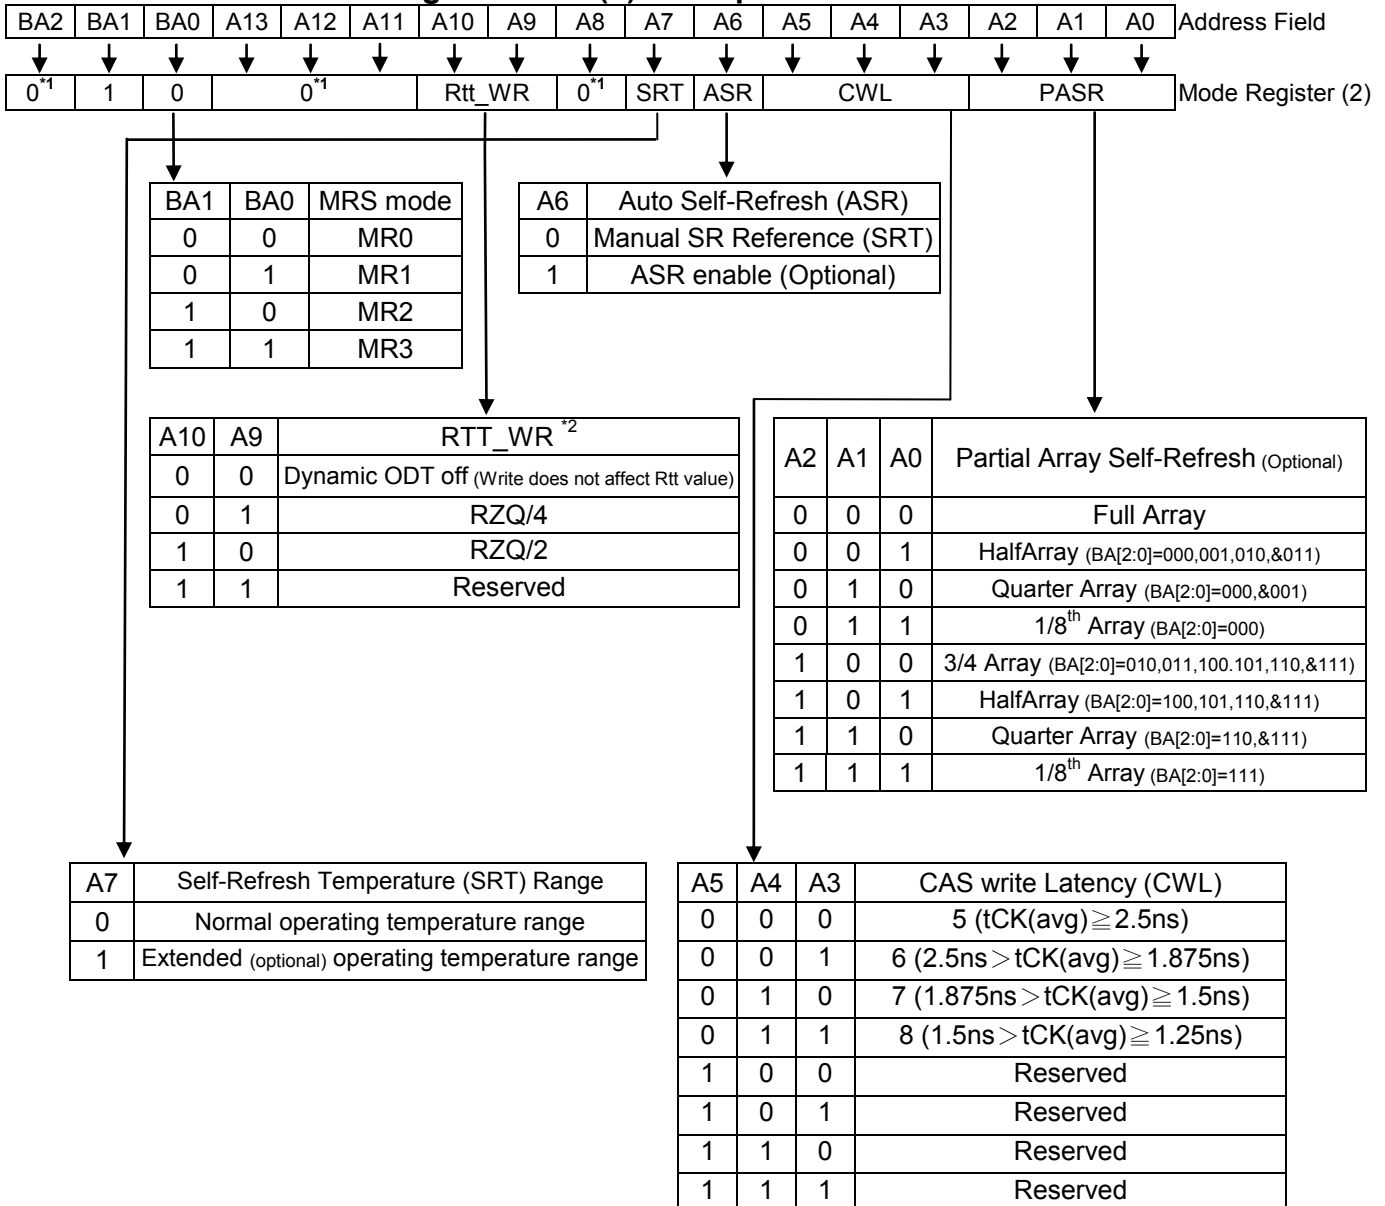 BA2 BA1 BA0 A13 A12 A11 A10 A9 A8 A7 A6 A5 A4 A3 A2 A1 A0 Address Field
0*1 1 0 0*1 Rtt_WR 0*1 SRT ASR CWL PASR Mode Register (2)
BA1 BA0 MRS mode
0 0 MR0
0 1 MR1
1 0 MR2
1 1 MR3
A6 Auto Self-Refresh (ASR)
0 Manual SR Reference (SRT)
1 ASR enable (Optional)
A10 A9 RTT_WR *2
0 0 Dynamic ODT off (Write does not affect Rtt value)
0 1 RZQ/4
1 0 RZQ/2
1 1 Reserved
A2 A1 A0 Partial Array Self-Refresh (Optional)
0 0 0 Full Array
0 0 1 HalfArray (BA[2:0]=000,001,010,&011)
0 1 0 Quarter Array (BA[2:0]=000,&001)
0 1 1 1/8th Array (BA[2:0]=000)
1 0 0 3/4 Array (BA[2:0]=010,011,100.101,110,&111)
1 0 1 HalfArray (BA[2:0]=100,101,110,&111)
1 1 0 Quarter Array (BA[2:0]=110,&111)
1 1 1 1/8th Array (BA[2:0]=111)
A7 Self-Refresh Temperature (SRT) Range
0 Normal operating temperature range
1 Extended (optional) operating temperature range
A5 A4 A3 CAS write Latency (CWL)
0 0 0 5 (tCK(avg)≧2.5ns)
0 0 1 6 (2.5ns＞tCK(avg)≧1.875ns)
0 1 0 7 (1.875ns＞tCK(avg)≧1.5ns)
0 1 1 8 (1.5ns＞tCK(avg)≧1.25ns)
1 0 0 Reserved
1 0 1 Reserved
1 1 0 Reserved
1 1 1 Reserved